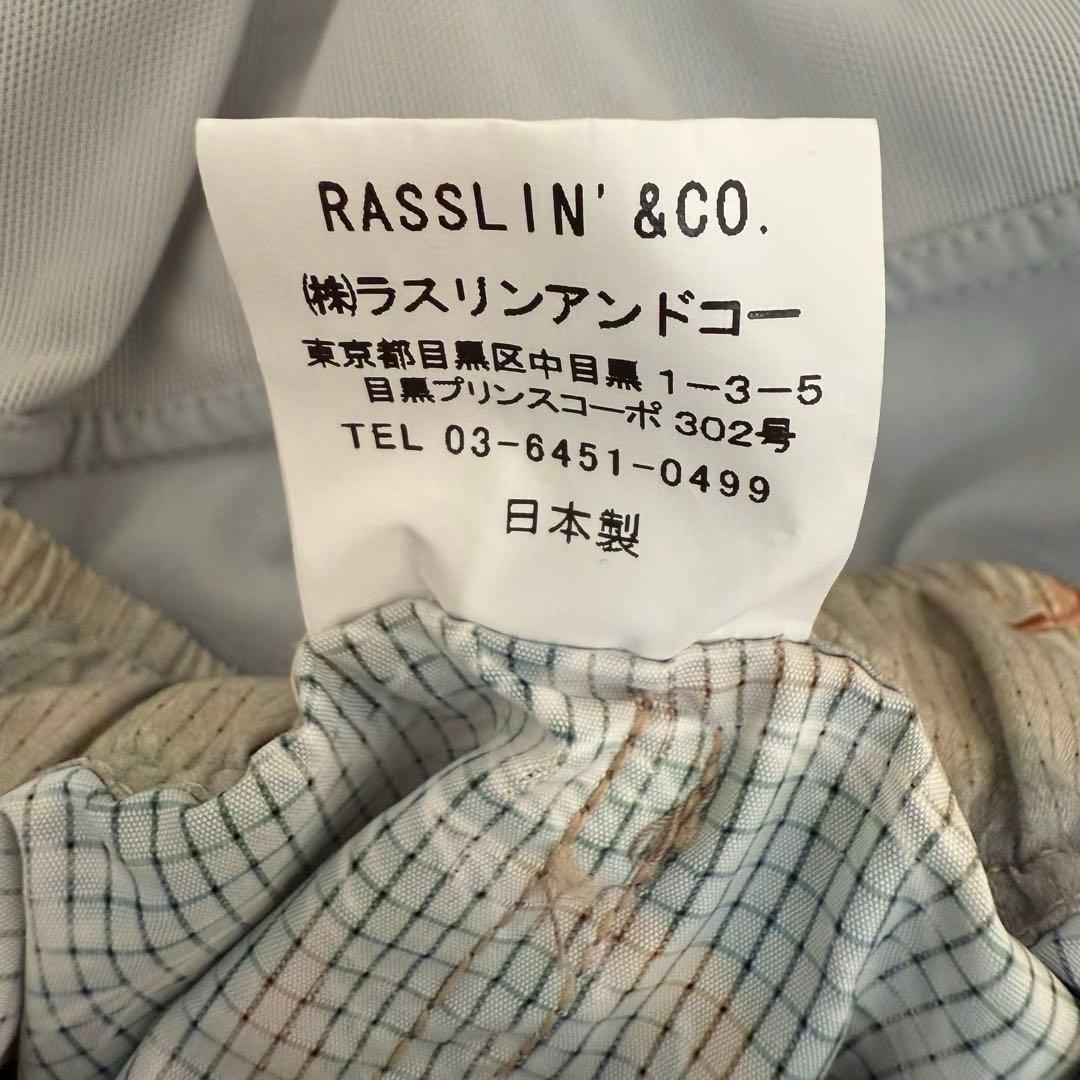 RASSLIN' &CO.
㈱ラスリンアンドコー
東京都目黒区中目黒 1-3-5
目黒プリンスコーポ 302号
TEL 03-6451-0499
日本製